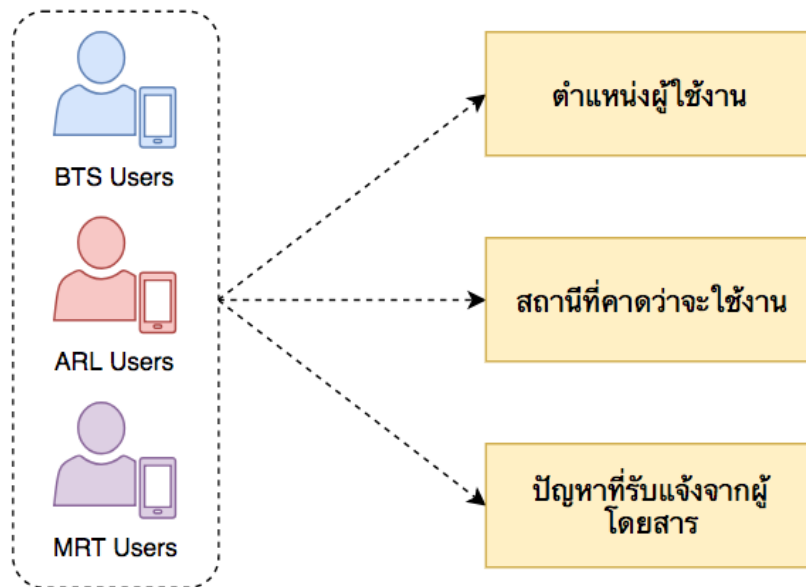 BTS Users
ARL Users
MRT Users
ตำแหน่งผู้ใช้งาน
สถานีที่คาดว่าจะใช้งาน
ปัญหาที่รับแจ้งจากผู้
โดยสาร